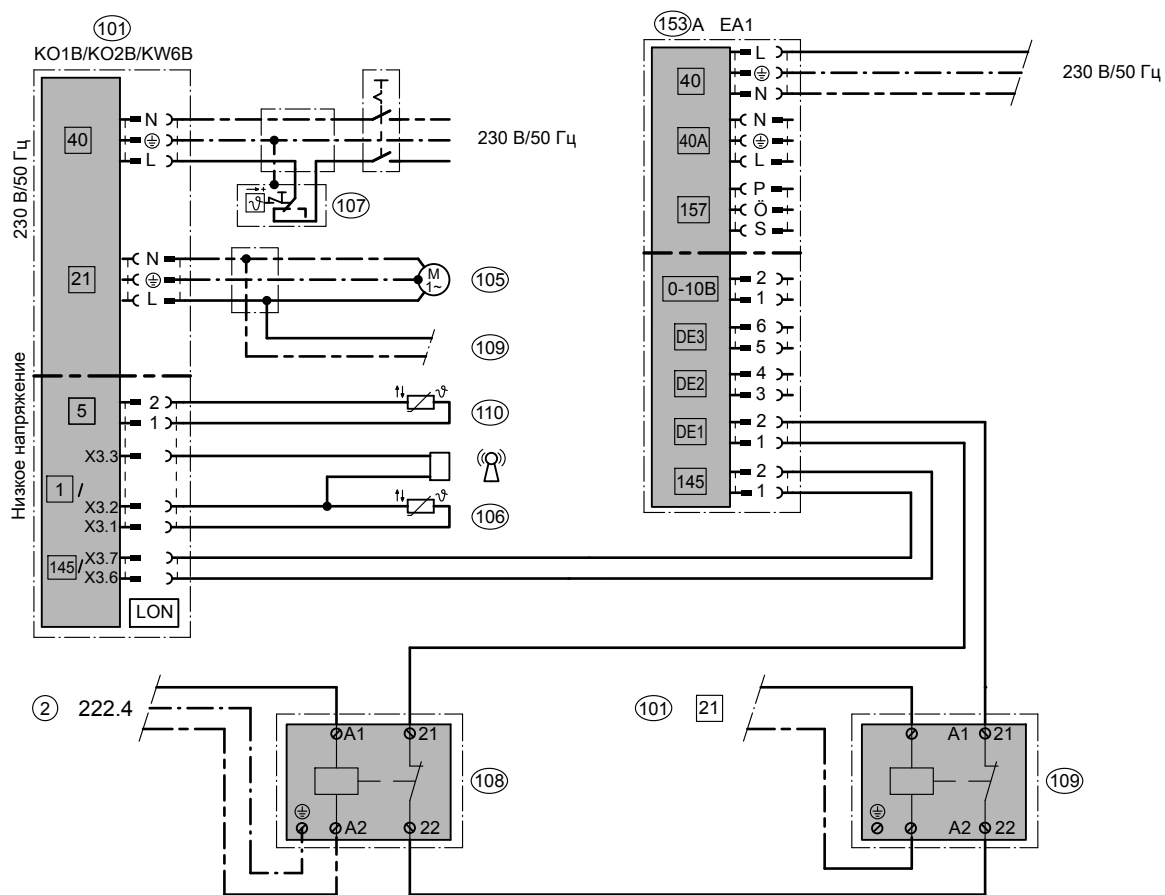 101
KO1B/KO2B/KW6B
230 В/50 Гц
Низкое напряжение
40
N
L
230 В/50 Гц
ϑ
107
21
N
L
M
1~
105
109
5
2
1
ϑ
110
X3.3
1 /
X3.2
X3.1
ϑ
106
145 /
X3.7
X3.6
LON
153 A EA1
40
L
N
230 В/50 Гц
40A
N
L
157
P
Ö
S
0-10В
2
1
DE3
6
5
DE2
4
3
DE1
2
1
145
2
1
2 222.4
A1 21
A2 22
108
101 21
A1 21
A2 22
109